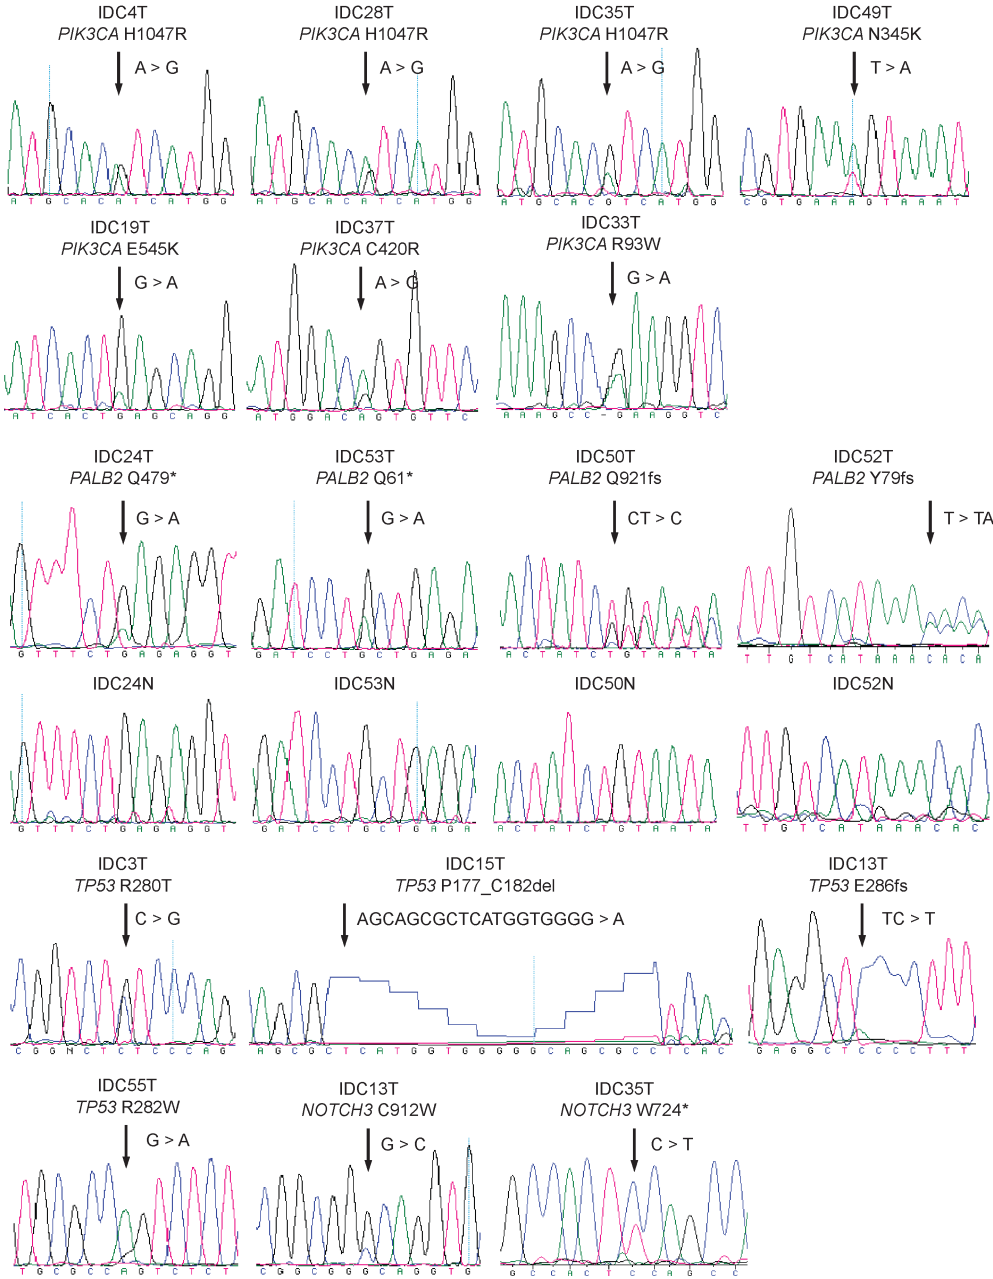 IDC4T
PIK3CA H1047R
A > G
A T G C A C A T C A T G G
IDC28T
PIK3CA H1047R
A > G
A T G C A C A T C A T G G
IDC35T
PIK3CA H1047R
A > G
A T G C A C G T C A T G G
IDC49T
PIK3CA N345K
T > A
C G T G A A A G T A A A T
IDC19T
PIK3CA E545K
G > A
C A T C A C T G A G C A G G
IDC37T
PIK3CA C420R
A > G
A T G G A C A G T G T T C
IDC33T
PIK3CA R93W
G > A
A A A G C C - G A A G G T C
IDC24T
PALB2 Q479*
G > A
G T T T C T G A G A G G T
IDC53T
PALB2 Q61*
G > A
G A T C C T G C T G A G A
IDC50T
PALB2 Q921fs
CT > C
A C T A T C T G T A A T A
IDC52T
PALB2 Y79fs
T > TA
T T G T C A T A A A C A C A
IDC24N
G T T T C T G A G A G G T
IDC53N
G A T C C T G C T G A G A
IDC50N
A C T A T C T G T A A T A
IDC52N
T T G T C A T A A A C A C
IDC3T
TP53 R280T
C > G
C G G N C T C T C C C A G
IDC15T
TP53 P177_C182del
AGCAGCGCTCATGGTGGGG > A
A G C G C T C A T G G T G G G G G C A G C G C C T C A C
IDC13T
TP53 E286fs
TC > T
G A G G C T C C C C T T T
IDC55T
TP53 R282W
G > A
T G C G C C A G T C T C T
IDC13T
NOTCH3 C912W
G > C
C G G C G G G C A G G T G
IDC35T
NOTCH3 W724*
C > T
G C C A C T C C A G C C